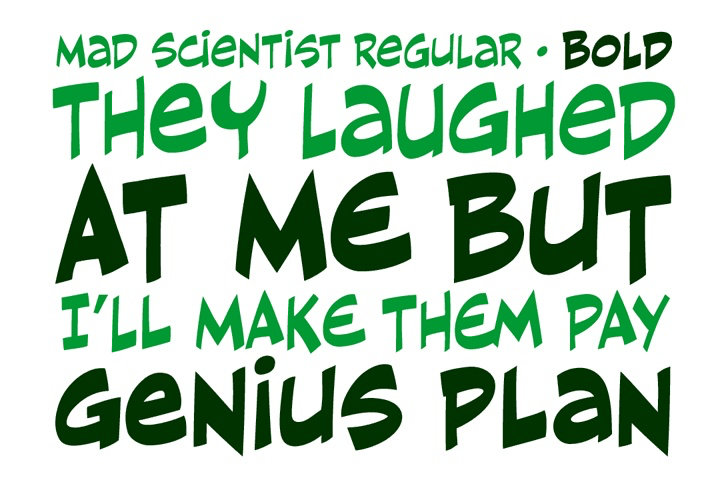 MaD SCieNTiST ReGULaR • BOLD
THeY LaUGHeD
AT ME BUT
I'LL MAKE THEM PAY
GeNiUS PLaN